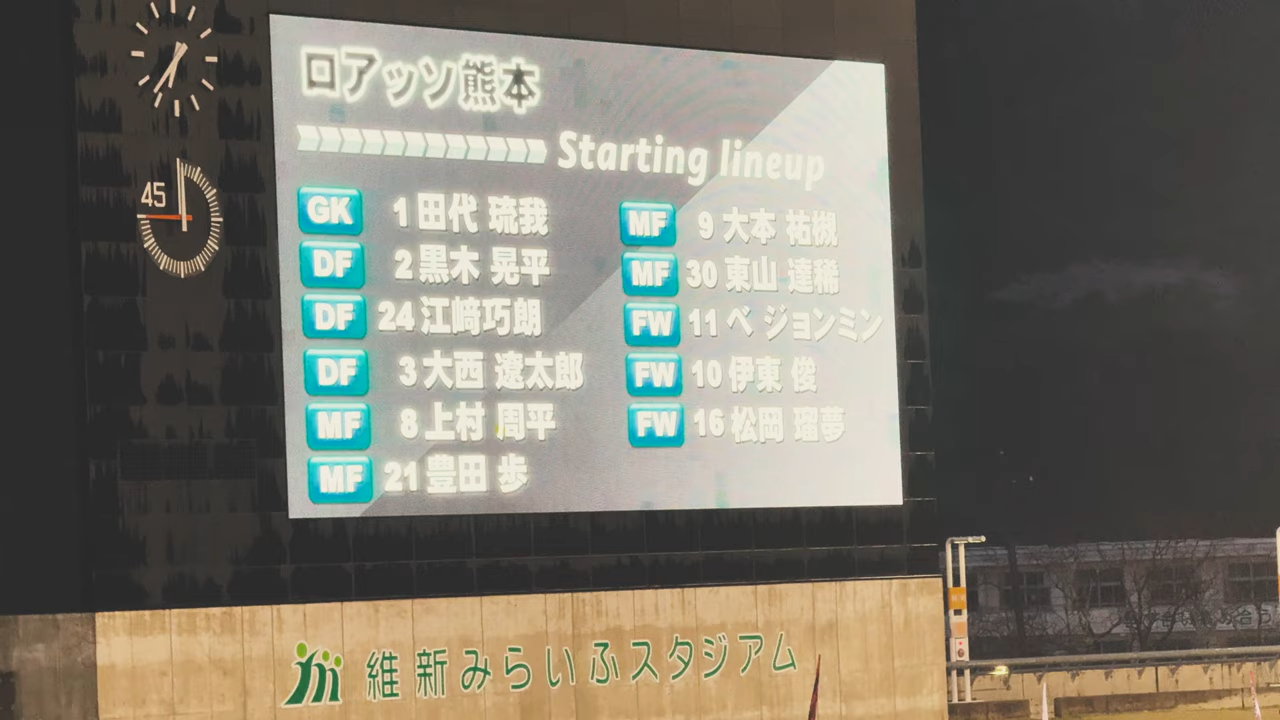 ロアッソ熊本
Starting lineup
GK 1 田代 琉我
DF 2 黒木 晃平
DF 24 江﨑巧朗
DF 3 大西 遼太郎
MF 8 上村 周平
MF 21 豊田 歩
MF 9 大本 祐槻
MF 30 東山 達稀
FW 11 ベ ジョンミン
FW 10 伊東 俊
FW 16 松岡 瑠夢
45
維新みらいふスタジアム